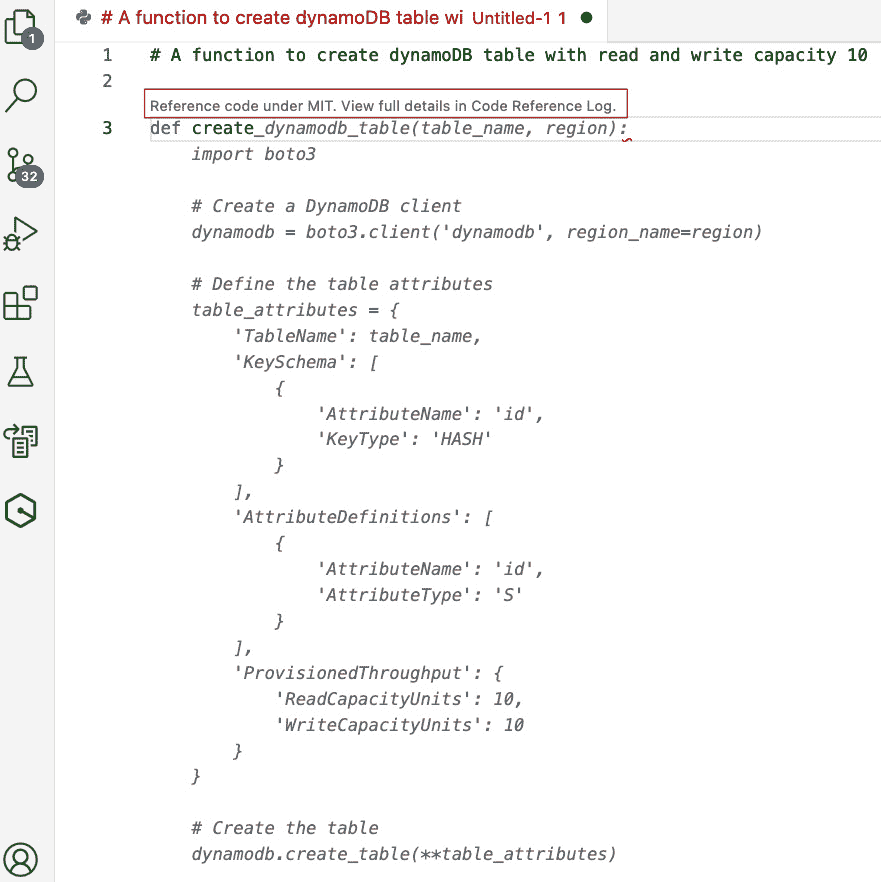 1
# A function to create dynamoDB table wi Untitled-1 1
1 # A function to create dynamoDB table with read and write capacity 10
2
Reference code under MIT. View full details in Code Reference Log.
3 def create_dynamodb_table(table_name, region):
import boto3
32
# Create a DynamoDB client
dynamodb = boto3.client('dynamodb', region_name=region)
# Define the table attributes
table_attributes = {
'TableName': table_name,
'KeySchema': [
{
'AttributeName': 'id',
'KeyType': 'HASH'
}
],
'AttributeDefinitions': [
{
'AttributeName': 'id',
'AttributeType': 'S'
}
],
'ProvisionedThroughput': {
'ReadCapacityUnits': 10,
'WriteCapacityUnits': 10
}
}
# Create the table
dynamodb.create_table(**table_attributes)